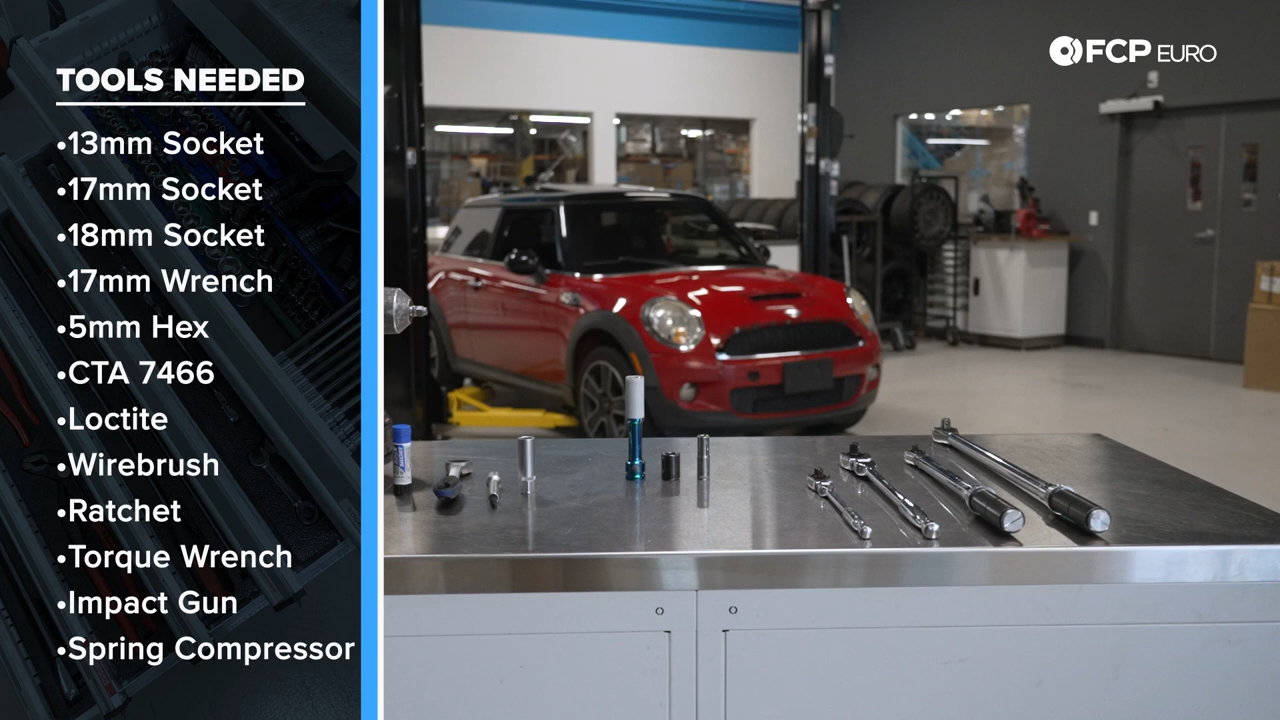 TOOLS NEEDED
•13mm Socket
•17mm Socket
•18mm Socket
•17mm Wrench
•5mm Hex
•CTA 7466
•Loctite
•Wirebrush
•Ratchet
•Torque Wrench
•Impact Gun
•Spring Compressor
FCP EURO